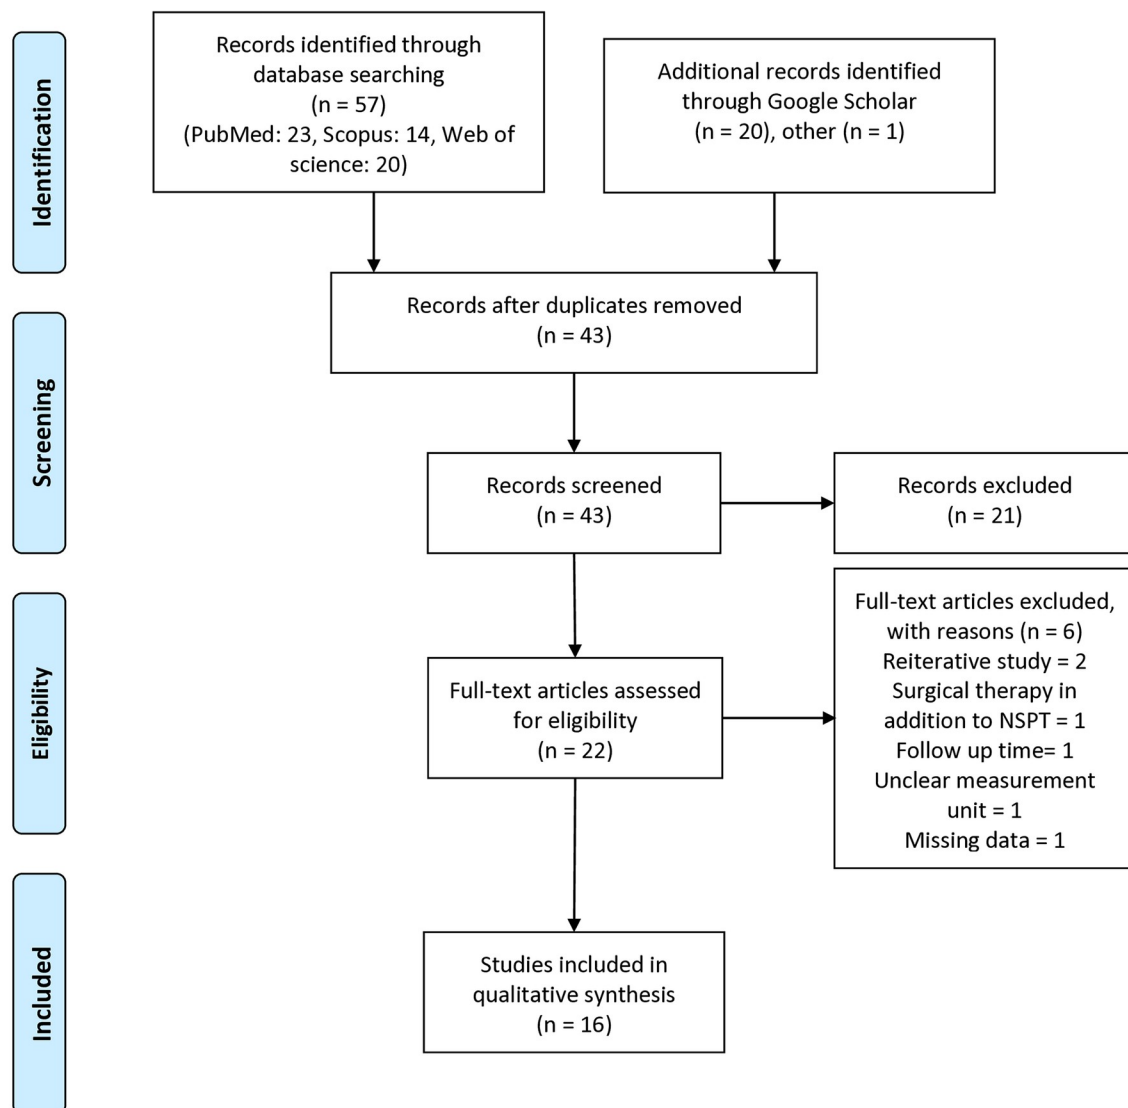 Identification
Records identified through
database searching
(n = 57)
(PubMed: 23, Scopus: 14, Web of
science: 20)
Additional records identified
through Google Scholar
(n = 20), other (n = 1)
Records after duplicates removed
(n = 43)
Screening
Records screened
(n = 43)
Records excluded
(n = 21)
Eligibility
Full-text articles assessed
for eligibility
(n = 22)
Full-text articles excluded,
with reasons (n = 6)
Reiterative study = 2
Surgical therapy in
addition to NSPT = 1
Follow up time= 1
Unclear measurement
unit = 1
Missing data = 1
Included
Studies included in
qualitative synthesis
(n = 16)